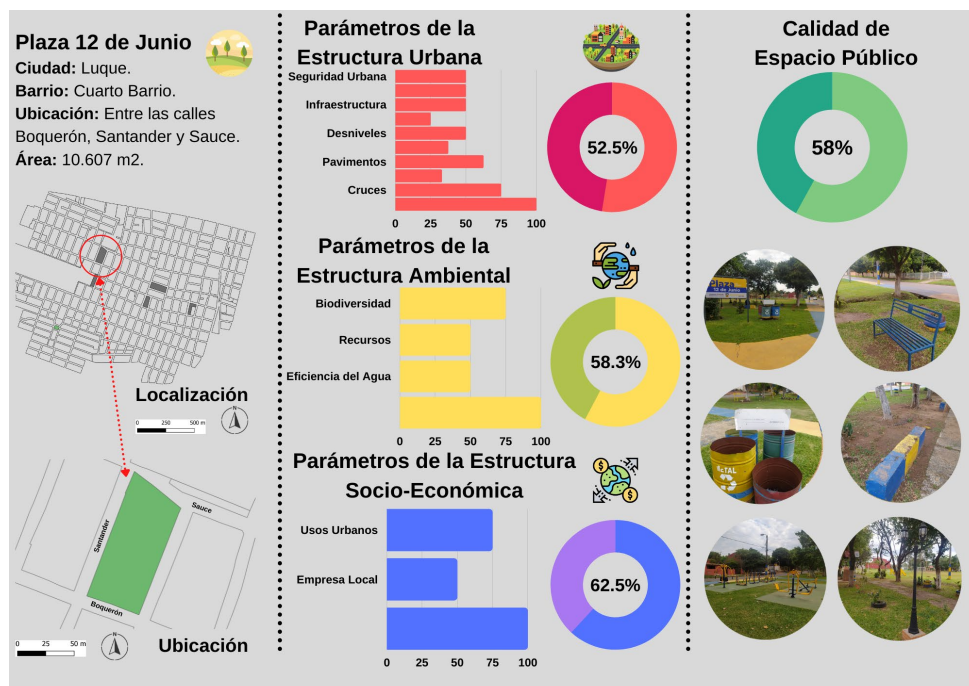 Plaza 12 de Junio
Ciudad: Luque.
Barrio: Cuarto Barrio.
Ubicación: Entre las calles
Boquerón, Santander y Sauce.
Área: 10.607 m2.
Localización
0 250 500 m
N
Santander
Sauce
Boquerón
0 25 50 m
N
Ubicación
Parámetros de la
Estructura Urbana
Seguridad Urbana
Infraestructura
Desniveles
Pavimentos
Cruces
0 25 50 75 100
52.5%
Parámetros de la
Estructura Ambiental
Biodiversidad
Recursos
Eficiencia del Agua
0 25 50 75 100
58.3%
Parámetros de la Estructura
Socio-Económica
$
$
Usos Urbanos
Empresa Local
0 25 50 75 100
62.5%
Calidad de
Espacio Público
58%
Plaza
12 de Junio